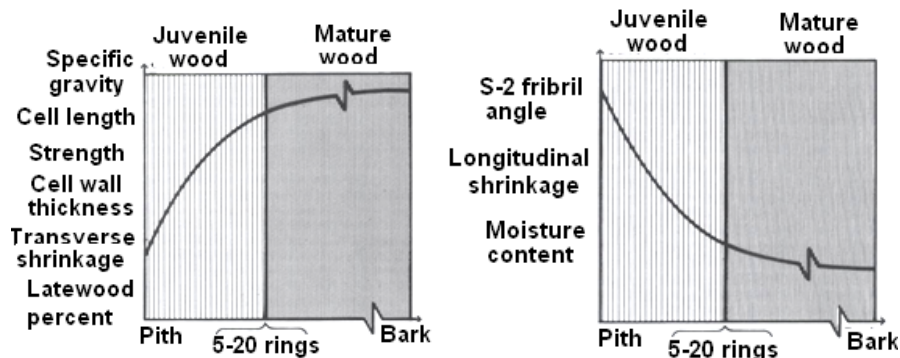 Juvenile
wood
Mature
wood
Specific
gravity
Cell length
Strength
Cell wall
thickness
Transverse
shrinkage
Latewood
percent
Pith
5-20 rings
Bark
Juvenile
wood
Mature
wood
S-2 fribril
angle
Longitudinal
shrinkage
Moisture
content
Pith
5-20 rings
Bark